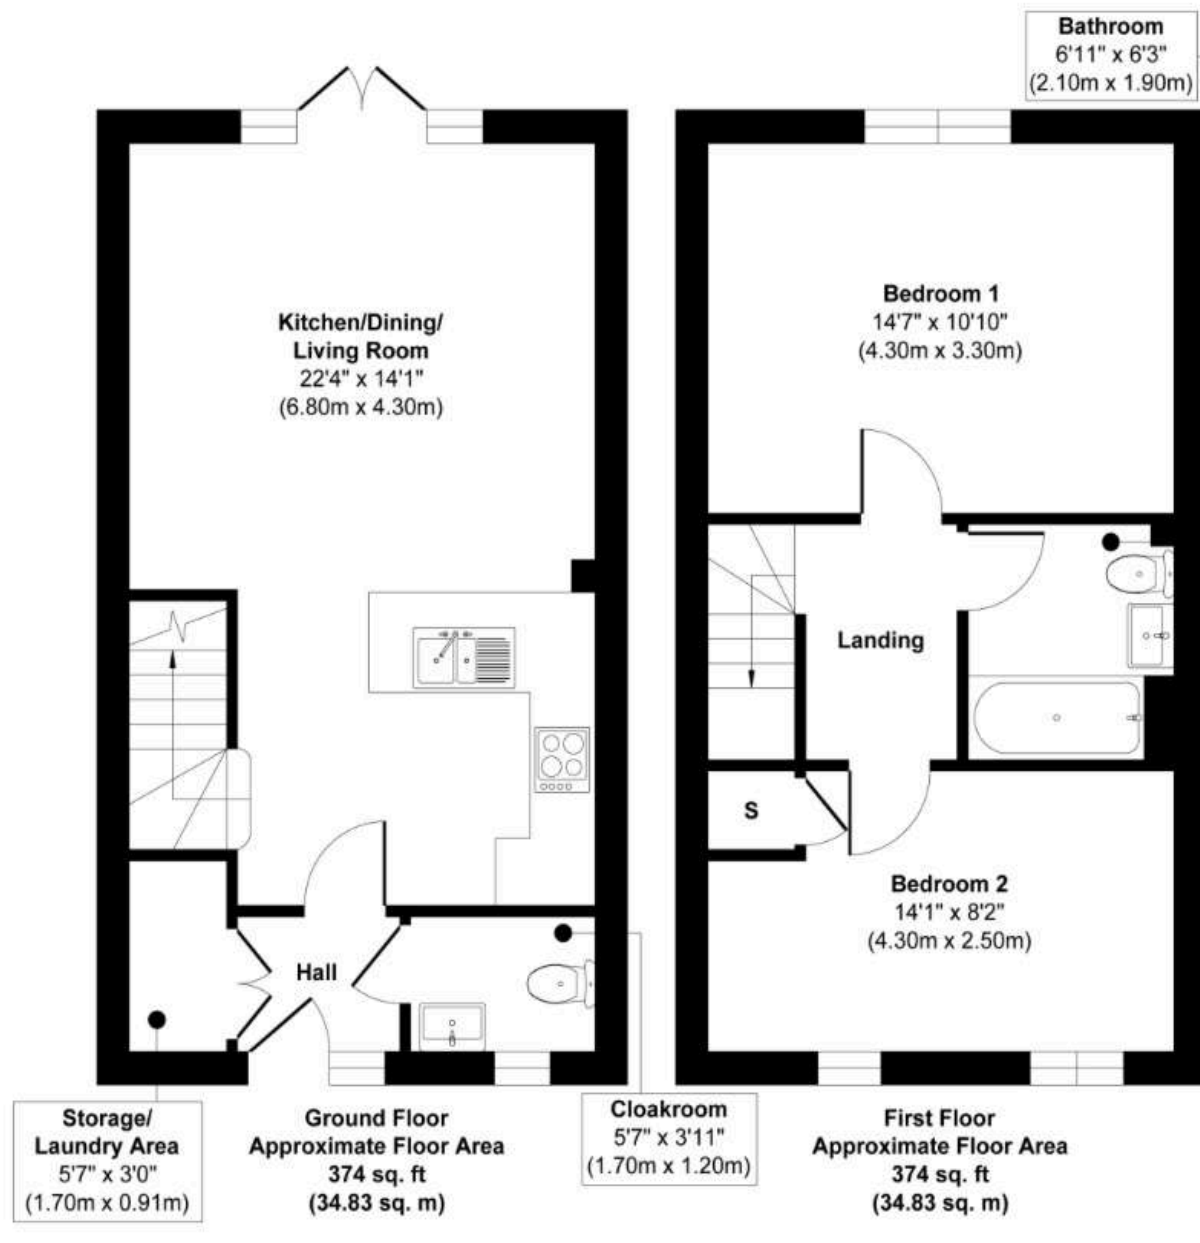 Bathroom
6'11" x 6'3"
(2.10m x 1.90m)
Kitchen/Dining/
Living Room
22'4" x 14'1"
(6.80m x 4.30m)
Bedroom 1
14'7" x 10'10"
(4.30m x 3.30m)
Landing
S
Bedroom 2
14'1" x 8'2"
(4.30m x 2.50m)
Hall
Storage/
Laundry Area
5'7" x 3'0"
(1.70m x 0.91m)
Ground Floor
Approximate Floor Area
374 sq. ft
(34.83 sq. m)
Cloakroom
5'7" x 3'11"
(1.70m x 1.20m)
First Floor
Approximate Floor Area
374 sq. ft
(34.83 sq. m)